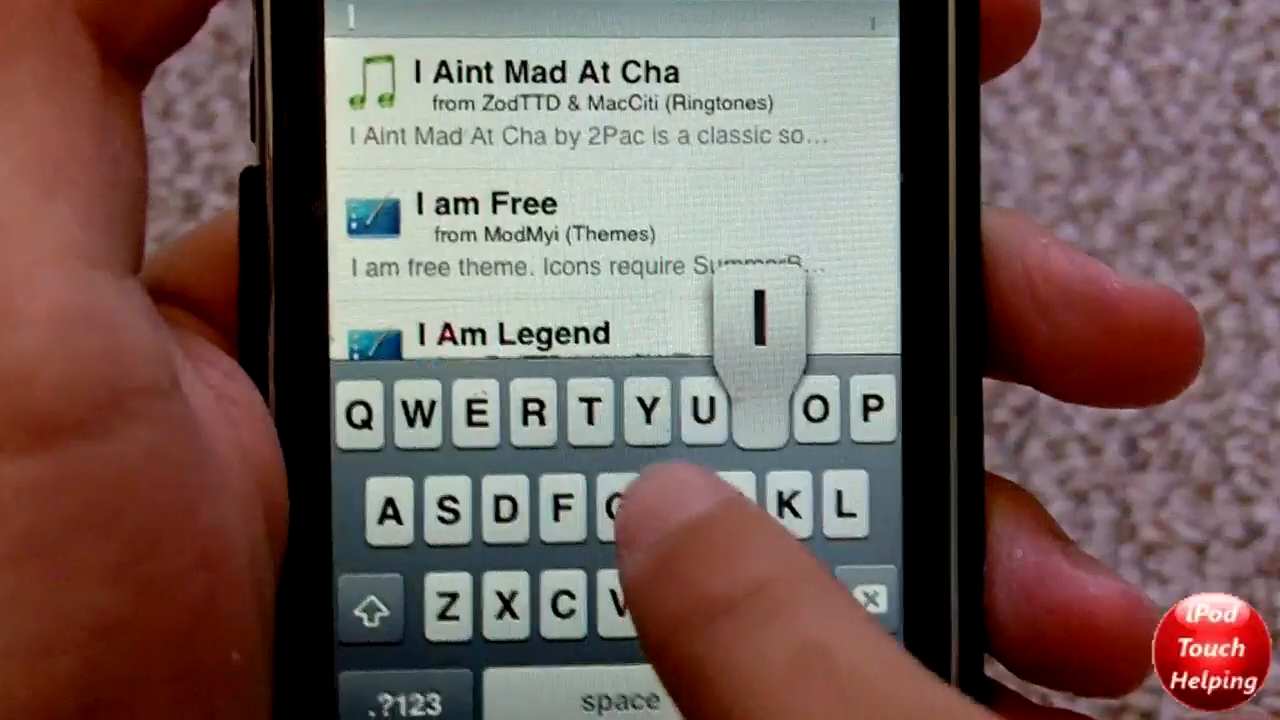 I
I Aint Mad At Cha
from ZodTTD & MacCiti (Ringtones)
I Aint Mad At Cha by 2Pac is a classic so...
I am Free
from ModMyi (Themes)
I am free theme. Icons require
I Am Legend
I
Q W E R T Y U O P
A S D F K L
Z X C
.?123 space
iPod
Touch
Helping